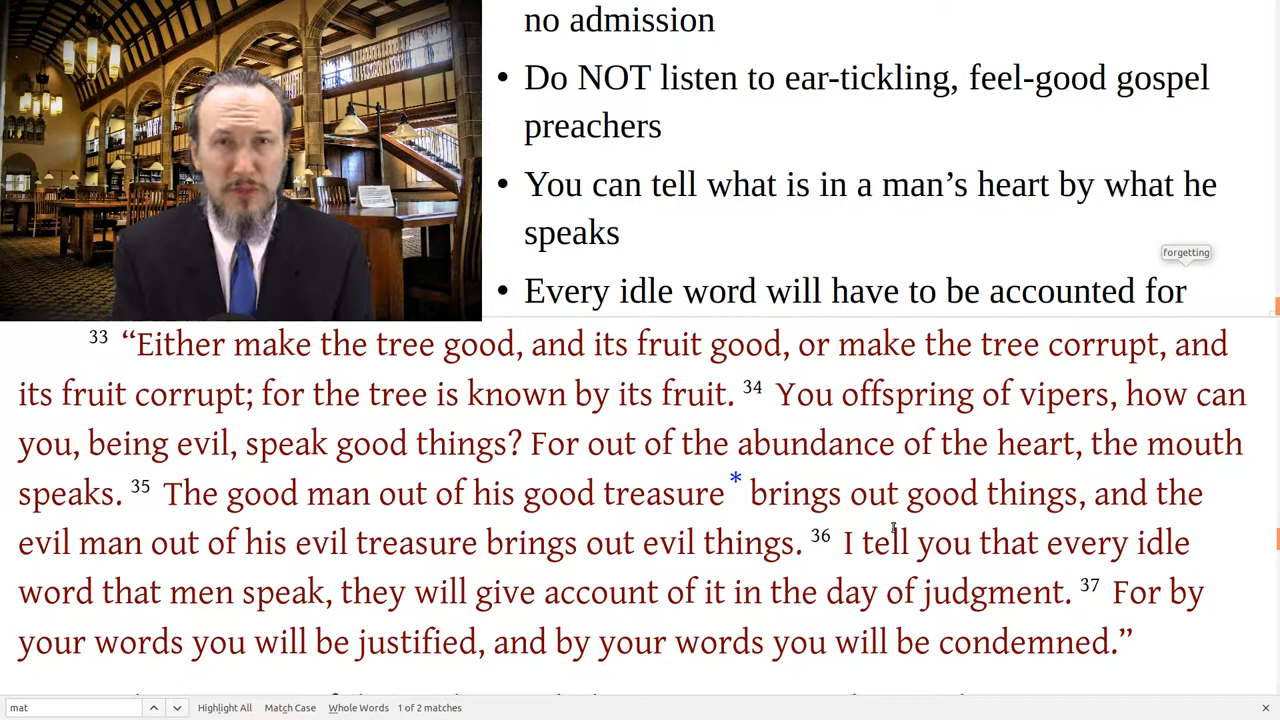 no admission
• Do NOT listen to ear-tickling, feel-good gospel
preachers
• You can tell what is in a man’s heart by what he
speaks
forgetting
• Every idle word will have to be accounted for
33 “Either make the tree good, and its fruit good, or make the tree corrupt, and
its fruit corrupt; for the tree is known by its fruit. 34 You offspring of vipers, how can
you, being evil, speak good things? For out of the abundance of the heart, the mouth
speaks. 35 The good man out of his good treasure * brings out good things, and the
evil man out of his evil treasure brings out evil things. 36 I tell you that every idle
word that men speak, they will give account of it in the day of judgment. 37 For by
your words you will be justified, and by your words you will be condemned.”
mat Highlight All Match Case Whole Words 1 of 2 matches